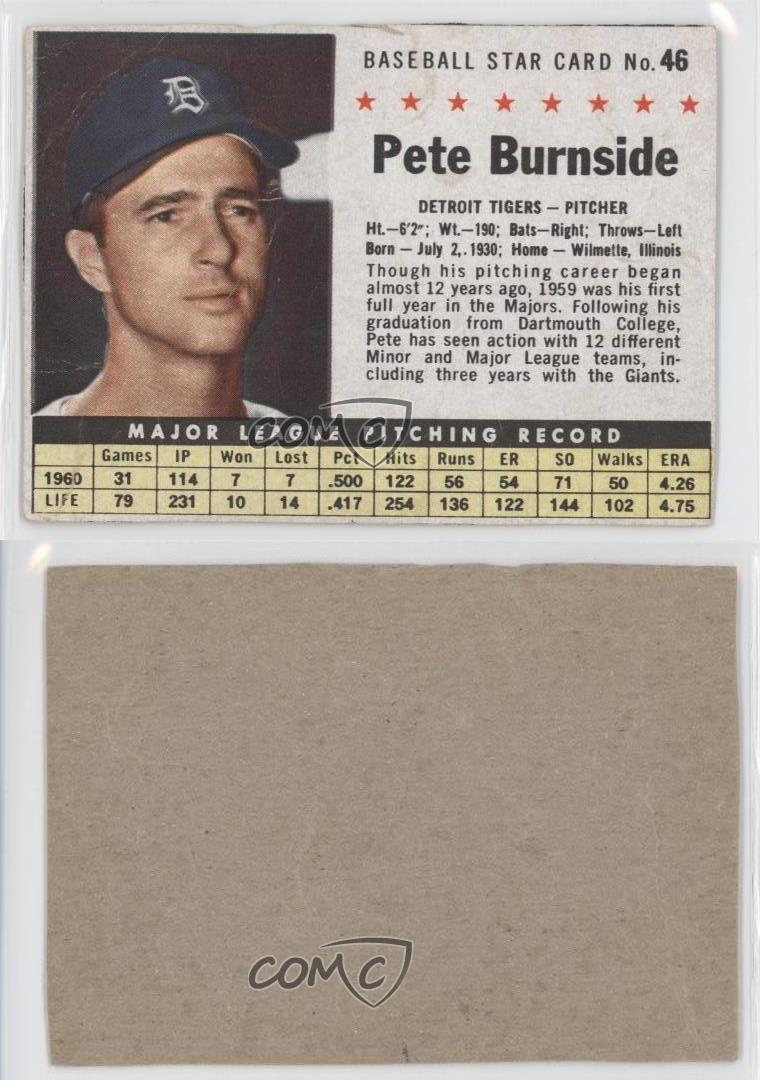 BASEBALL STAR CARD No. 46
Pete Burnside
DETROIT TIGERS — PITCHER
Ht.—6'2"; Wt.—190; Bats—Right; Throws—Left
Born — July 2,. 1930; Home — Wilmette, Illinois
Though his pitching career began
almost 12 years ago, 1959 was his first
full year in the Majors. Following his
graduation from Dartmouth College,
Pete has seen action with 12 different
Minor and Major League teams, in-
cluding three years with the Giants.
MAJOR LEAGUE PITCHING RECORD
Games IP Won Lost Pct Hits Runs ER SO Walks ERA
1960 31 114 7 7 .500 122 56 54 71 50 4.26
LIFE 79 231 10 14 .417 254 136 122 144 102 4.75
COMC
COMC